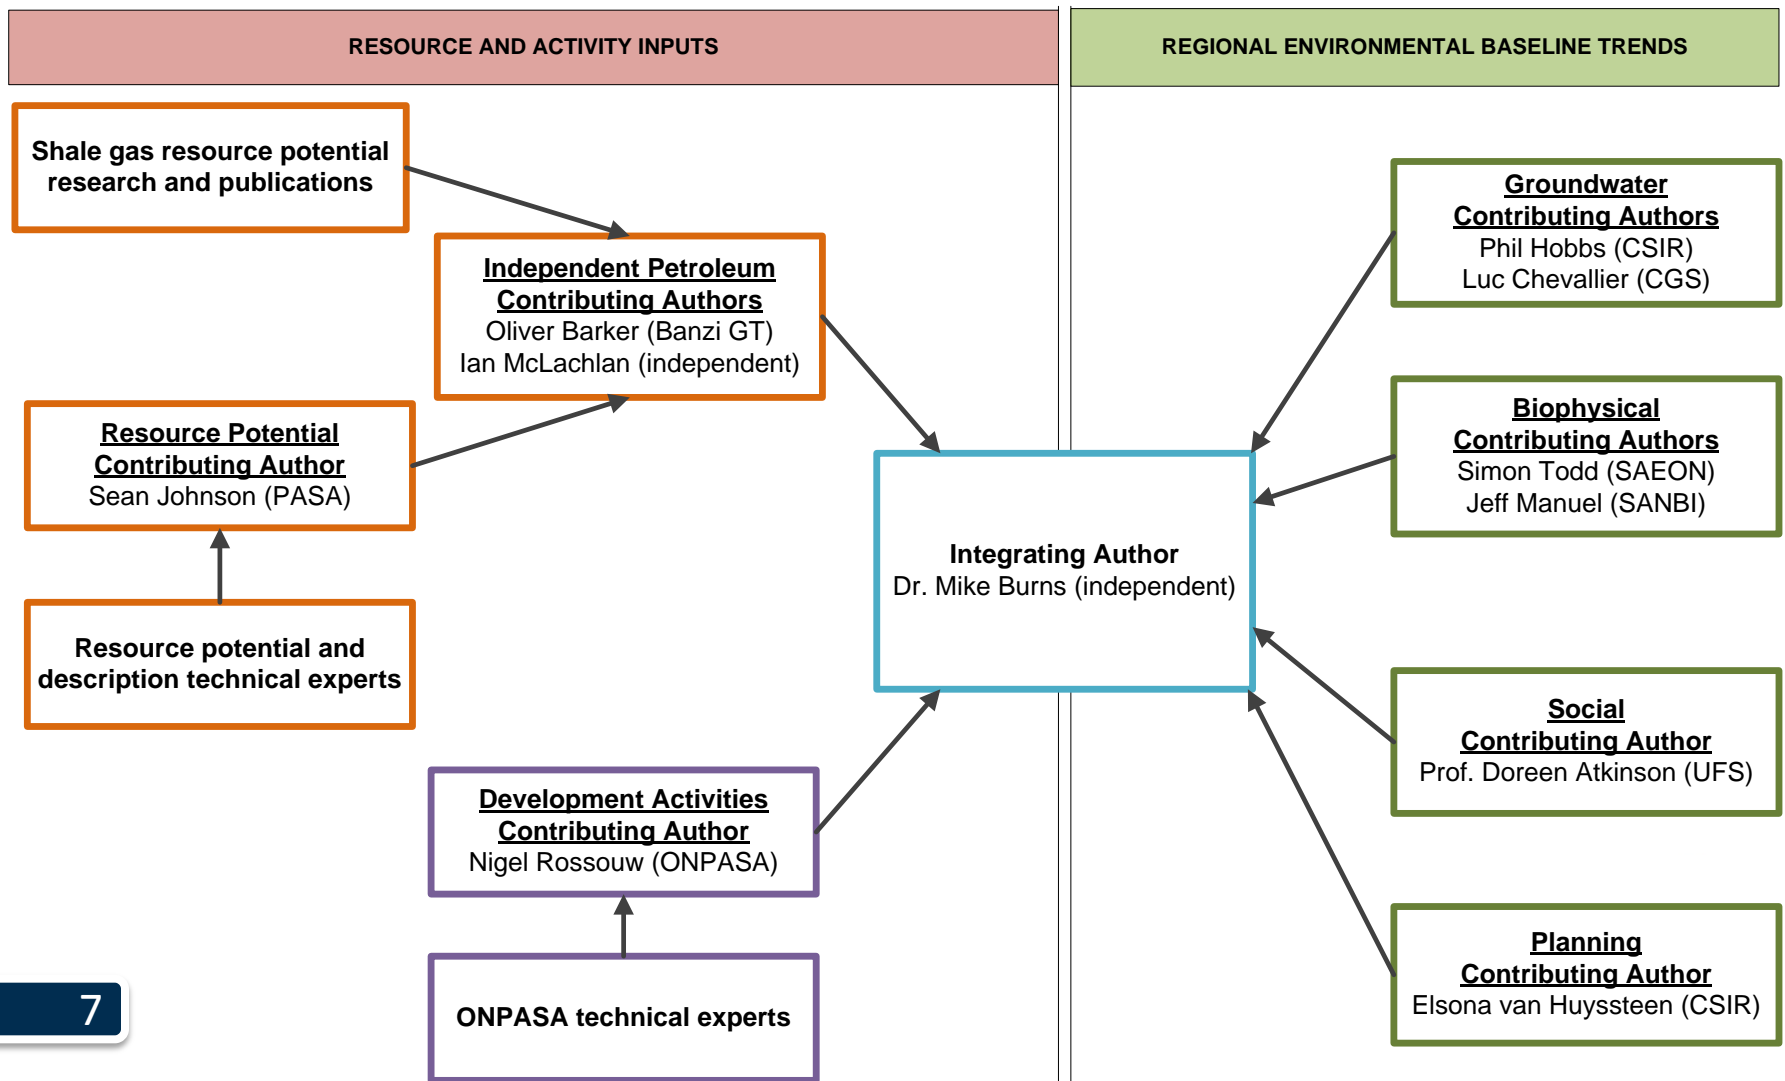 RESOURCE AND ACTIVITY INPUTS
REGIONAL ENVIRONMENTAL BASELINE TRENDS
Shale gas resource potential
research and publications
Independent Petroleum
Contributing Authors
Oliver Barker (Banzi GT)
Ian McLachlan (independent)
Resource Potential
Contributing Author
Sean Johnson (PASA)
Resource potential and
description technical experts
Development Activities
Contributing Author
Nigel Rossouw (ONPASA)
ONPASA technical experts
Integrating Author
Dr. Mike Burns (independent)
Groundwater
Contributing Authors
Phil Hobbs (CSIR)
Luc Chevallier (CGS)
Biophysical
Contributing Authors
Simon Todd (SAEON)
Jeff Manuel (SANBI)
Social
Contributing Author
Prof. Doreen Atkinson (UFS)
Planning
Contributing Author
Elsona van Huyssteen (CSIR)
7